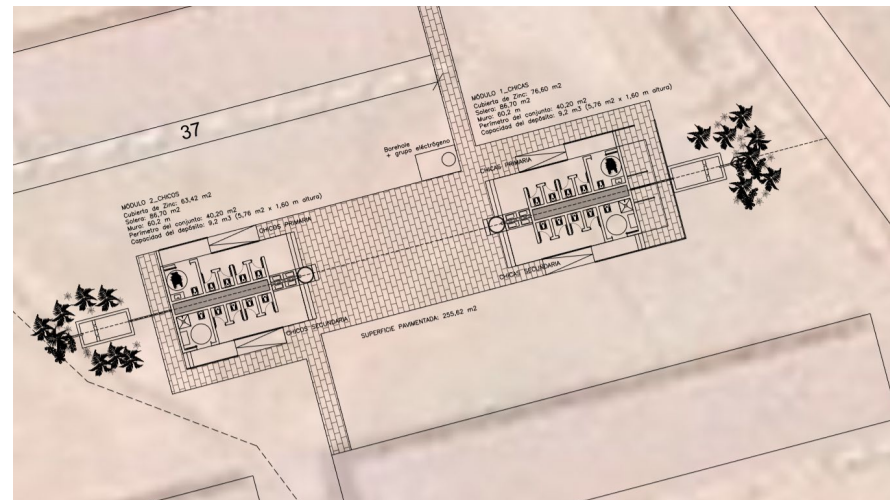 MÓDULO 1_CHICAS
Cubierta de Zinc: 76,60 m2
Solera: 86,70 m2
Muro: 60,2 m
Perímetro del conjunto: 40,20 m2
Capacidad del depósito: 9,2 m3 (5,76 m2 x 1,60 m altura)
37
Borehole
+ grupo eléctrógeno
CHICAS PRIMARIA
MÓDULO 2_CHICOS
Cubierta de Zinc: 63,42 m2
Solera: 86,70 m2
Muro: 60,2 m
Perímetro del conjunto: 40,20 m2
Capacidad del depósito: 9,2 m3 (5,76 m2 x 1,60 m altura)
CHICOS PRIMARIA
CHICAS SECUNDARIA
CHICOS SECUNDARIA
SUPERFICIE PAVIMENTADA: 255,62 m2